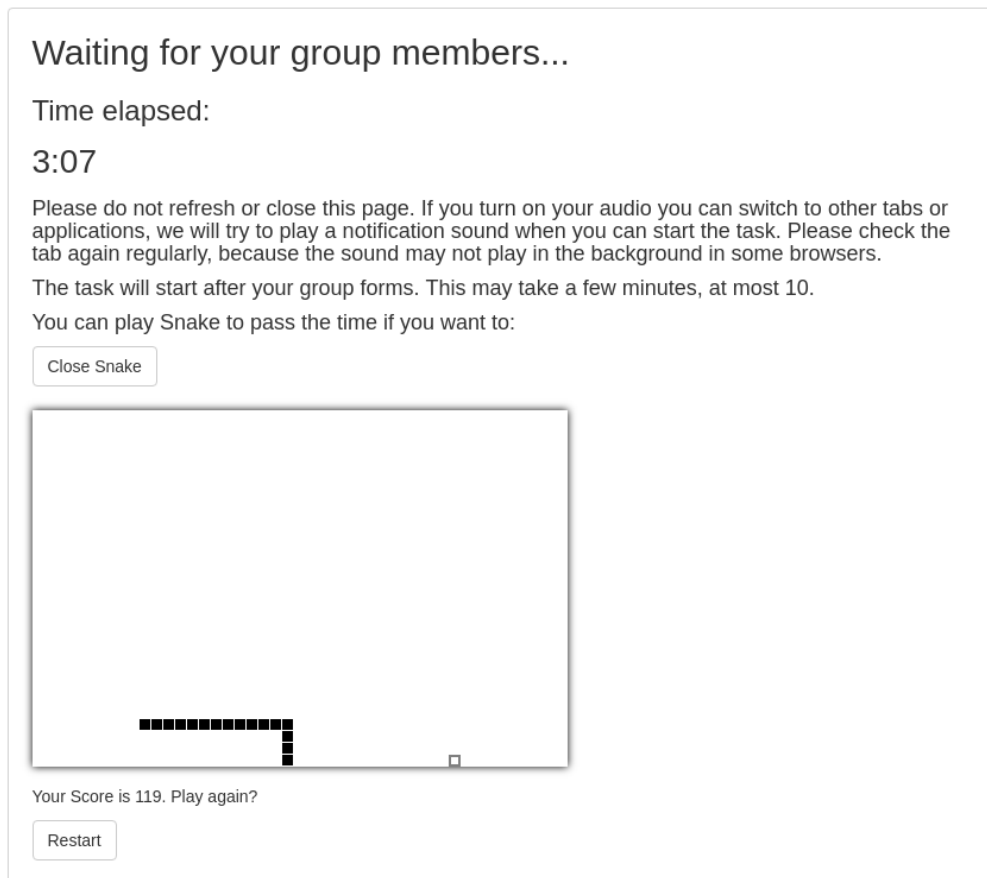 Waiting for your group members...
Time elapsed:
3:07
Please do not refresh or close this page. If you turn on your audio you can switch to other tabs or
applications, we will try to play a notification sound when you can start the task. Please check the
tab again regularly, because the sound may not play in the background in some browsers.
The task will start after your group forms. This may take a few minutes, at most 10.
You can play Snake to pass the time if you want to:
Close Snake
Your Score is 119. Play again?
Restart